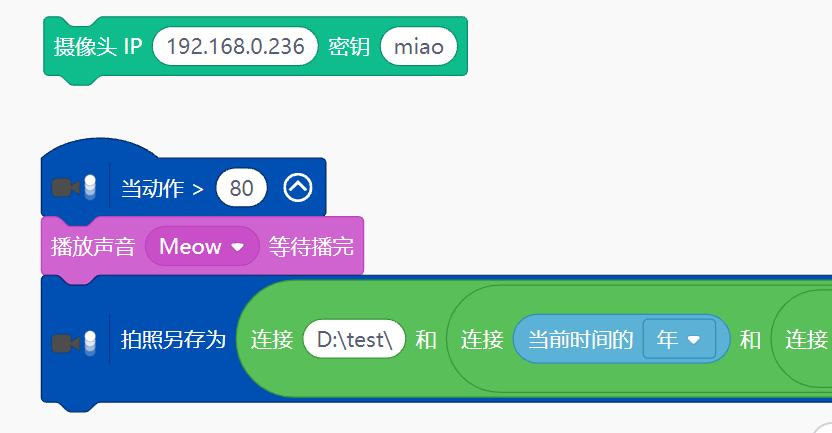 摄像头 IP 192.168.0.236 密钥 miao
当动作 > 80
播放声音 Meow 等待播完
拍照另存为 连接 D:\test\ 和 连接 当前时间的 年 和 连接